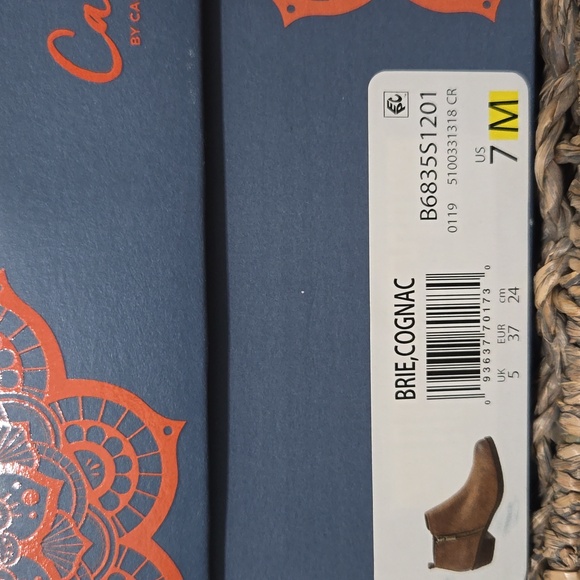 Ca
BY CA
B6835S1201
0119 5100331318 CR
US
7 M
BRIE,COGNAC
0 93637 70173 0
UK EUR cm
5 37 24